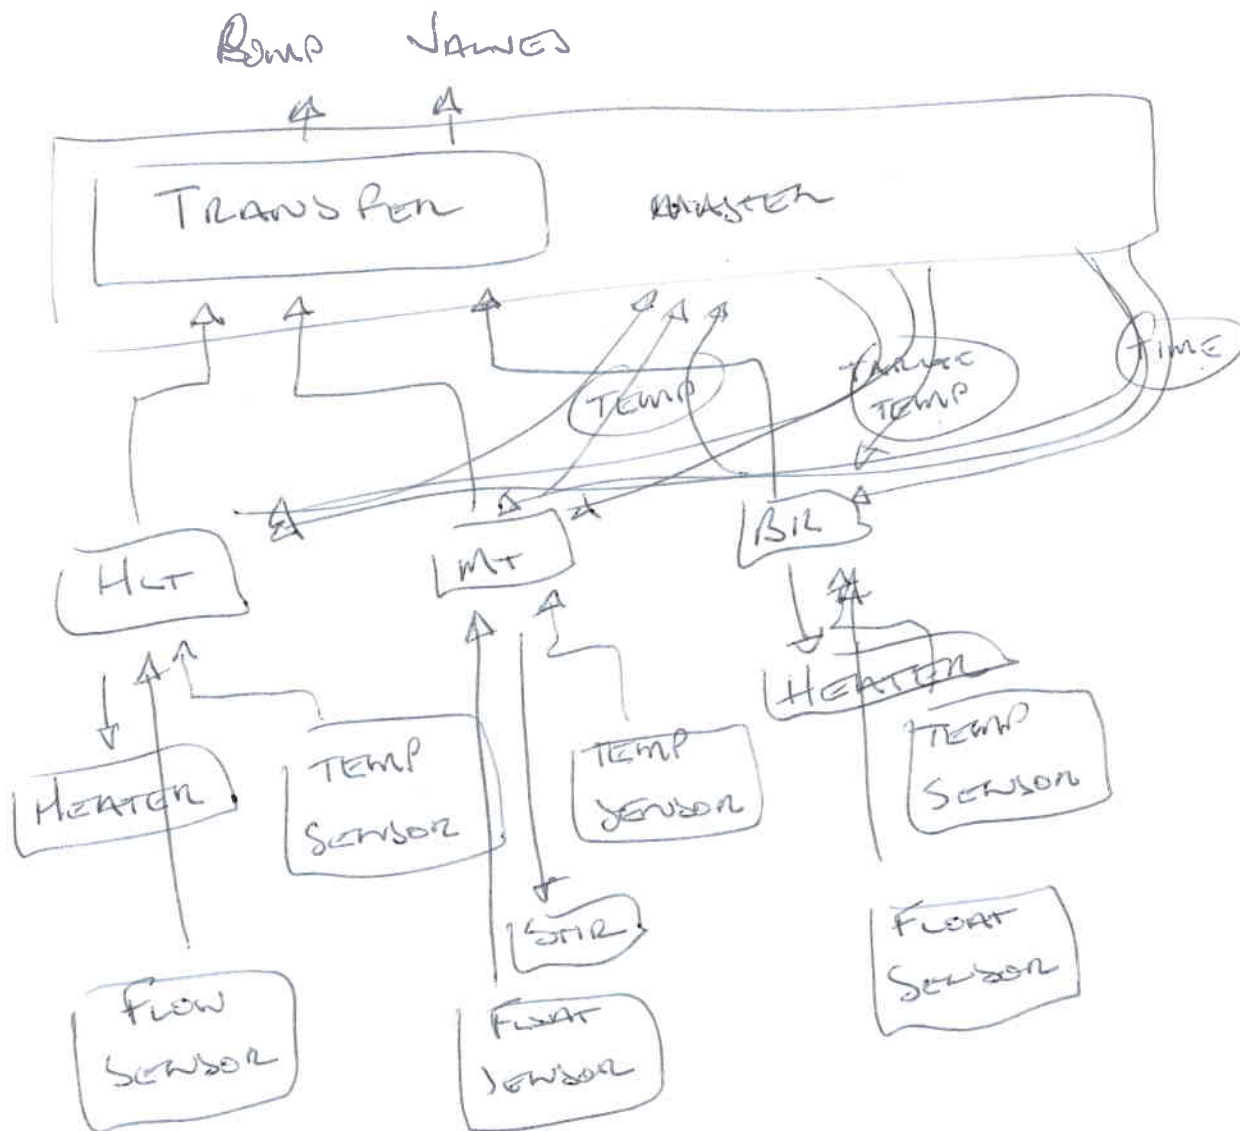 Pump Valves
TRANSFER MASTER
TEMP TARGET TEMP TIME
HLT MT BK
HEATER
HEATER TEMP SENSOR TEMP SENSOR TEMP SENSOR
STIR FLOAT SENSOR
FLOW SENSOR FLOAT SENSOR